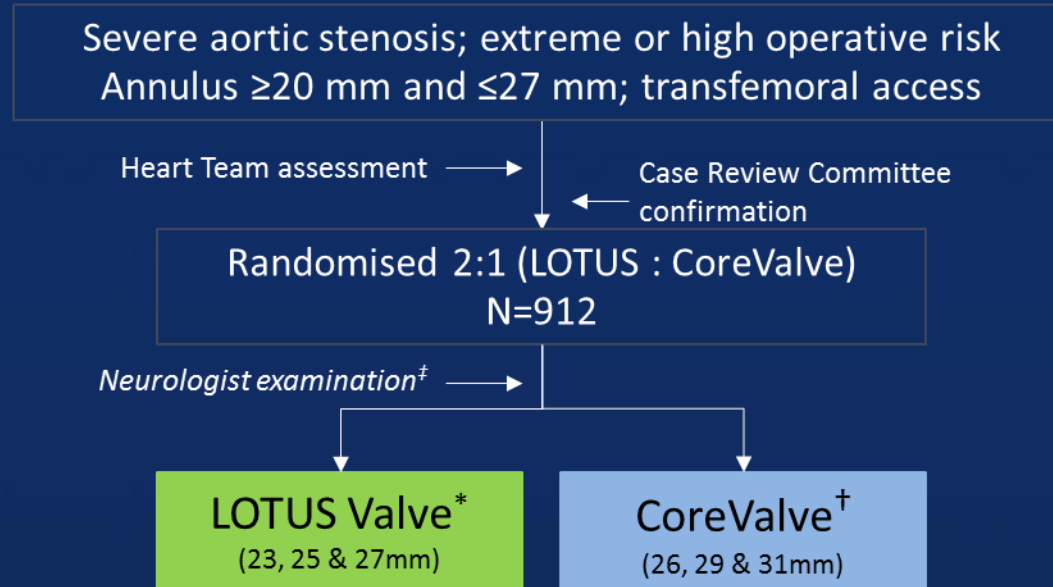 Severe aortic stenosis; extreme or high operative risk
Annulus ≥20 mm and ≤27 mm; transfemoral access
Heart Team assessment
Case Review Committee
confirmation
Randomised 2:1 (LOTUS : CoreValve)
N=912
Neurologist examination‡
LOTUS Valve*
(23, 25 & 27mm)
CoreValve†
(26, 29 & 31mm)